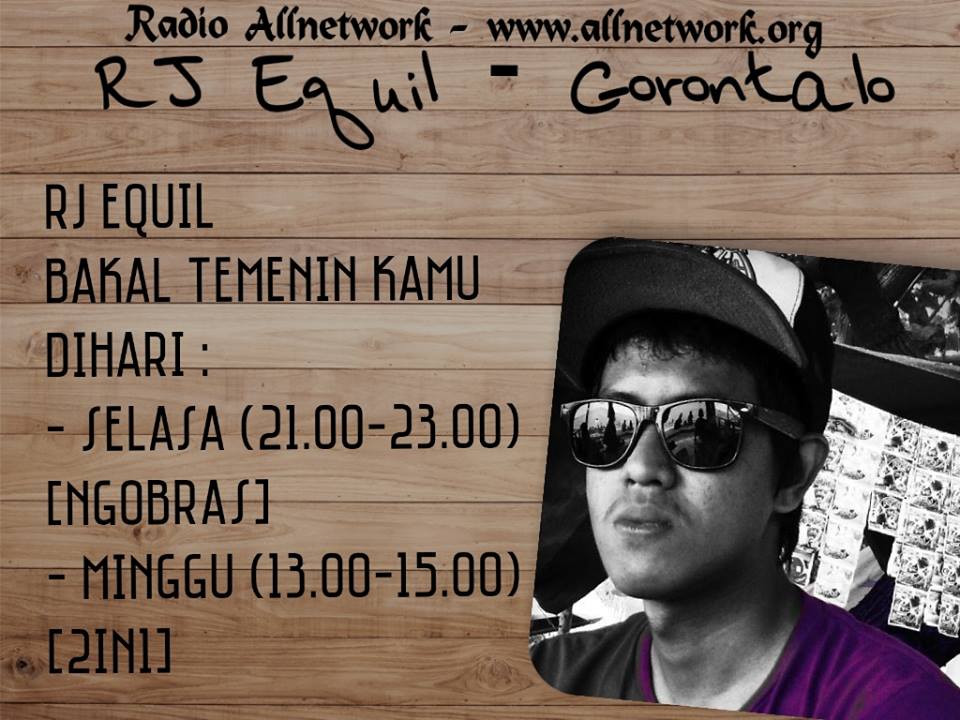 Radio Allnetwork - www.allnetwork.org
RJ Equil - Gorontalo
RJ EQUIL
BAKAL TEMENIN KAMU
DIHARI :
- SELASA (21.00-23.00)
[NGOBRAS]
- MINGGU (13.00-15.00)
[2IN1]